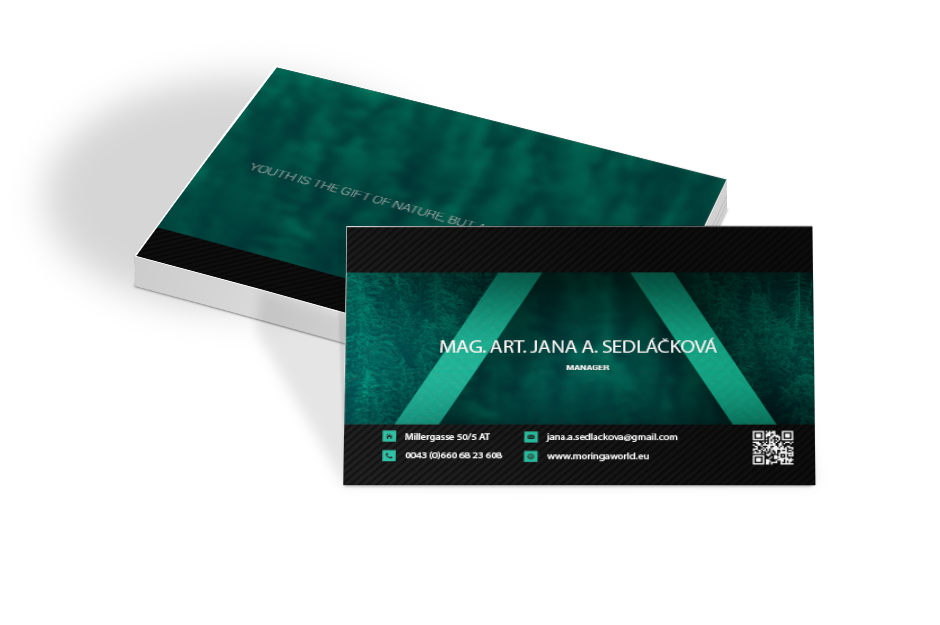 YOUTH IS THE GIFT OF NATURE, BUT
MAG. ART. JANA A. SEDLÁČKOVÁ
MANAGER
Millergasse 50/5 AT
jana.a.sedlackova@gmail.com
0043 (0)660 68 23 608
www.moringaworld.eu